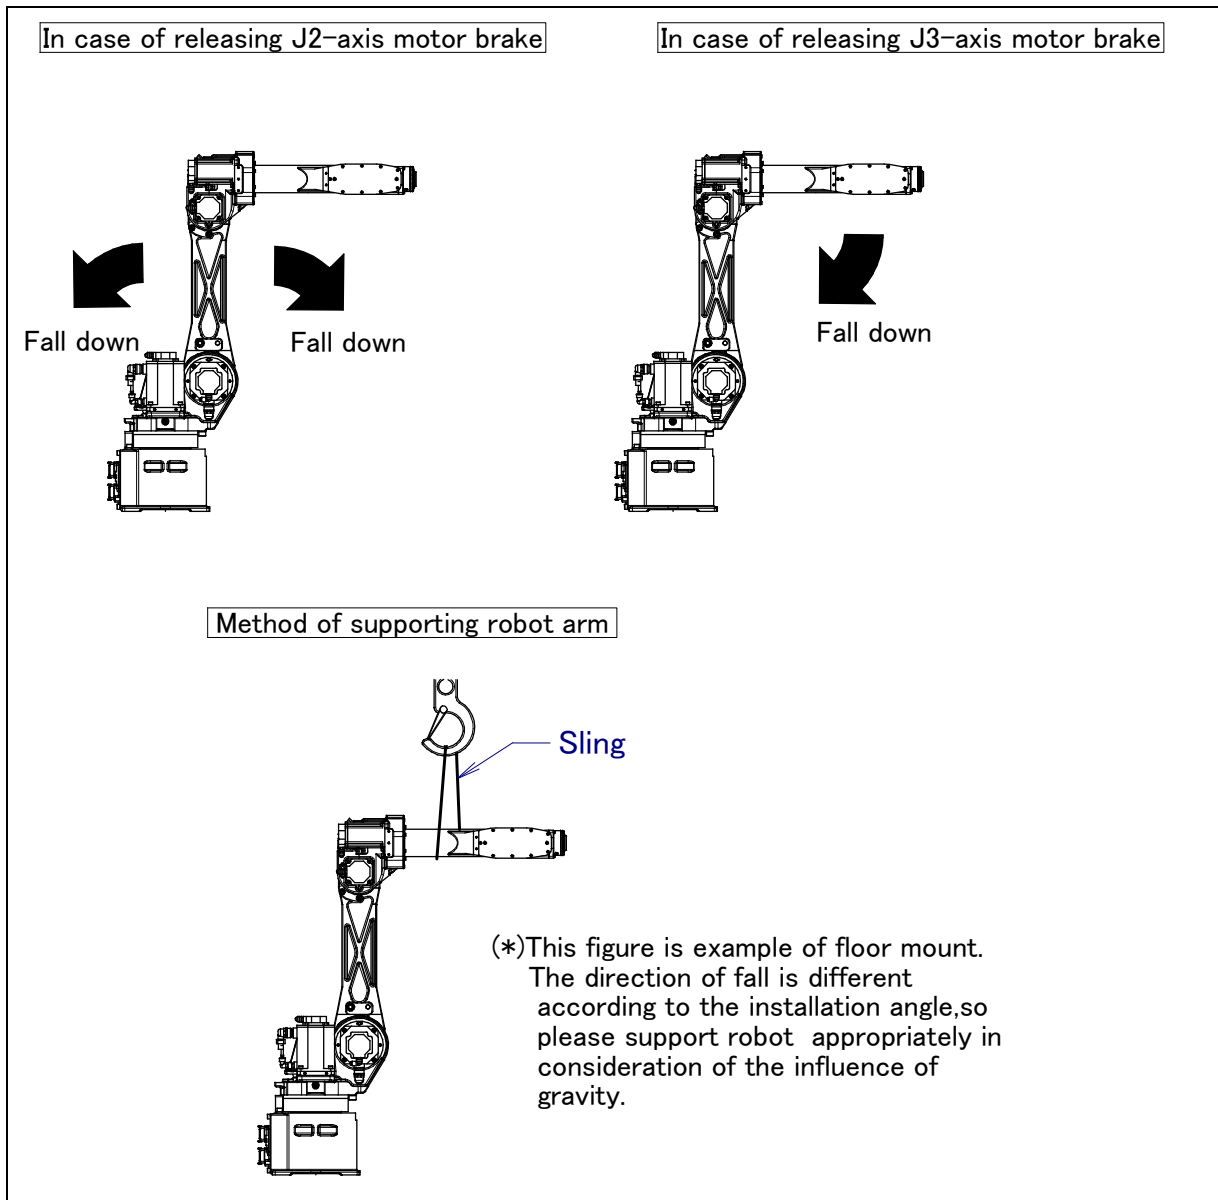 In case of releasing J2-axis motor brake
In case of releasing J3-axis motor brake
Fall down
Fall down
Fall down
Method of supporting robot arm
Sling
(*)This figure is example of floor mount.
The direction of fall is different
according to the installation angle,so
please support robot appropriately in
consideration of the influence of
gravity.